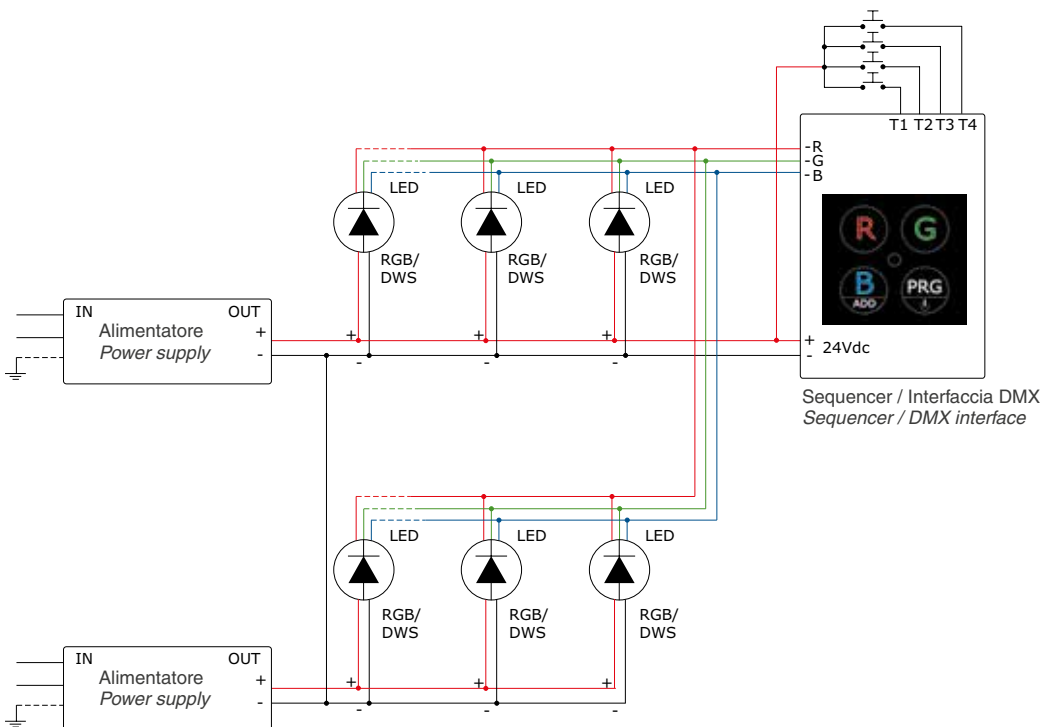 T1 T2 T3 T4
-R
-G
-B
LED LED LED
R G
B ADD PRG
RGB/ DWS RGB/ DWS RGB/ DWS
IN OUT
Alimentatore
Power supply
+
-
+ + +
- - -
+ 24Vdc
-
Sequencer / Interfaccia DMX
Sequencer / DMX interface
LED LED LED
RGB/ DWS RGB/ DWS RGB/ DWS
IN OUT
Alimentatore
Power supply
+
-
+ + +
- - -